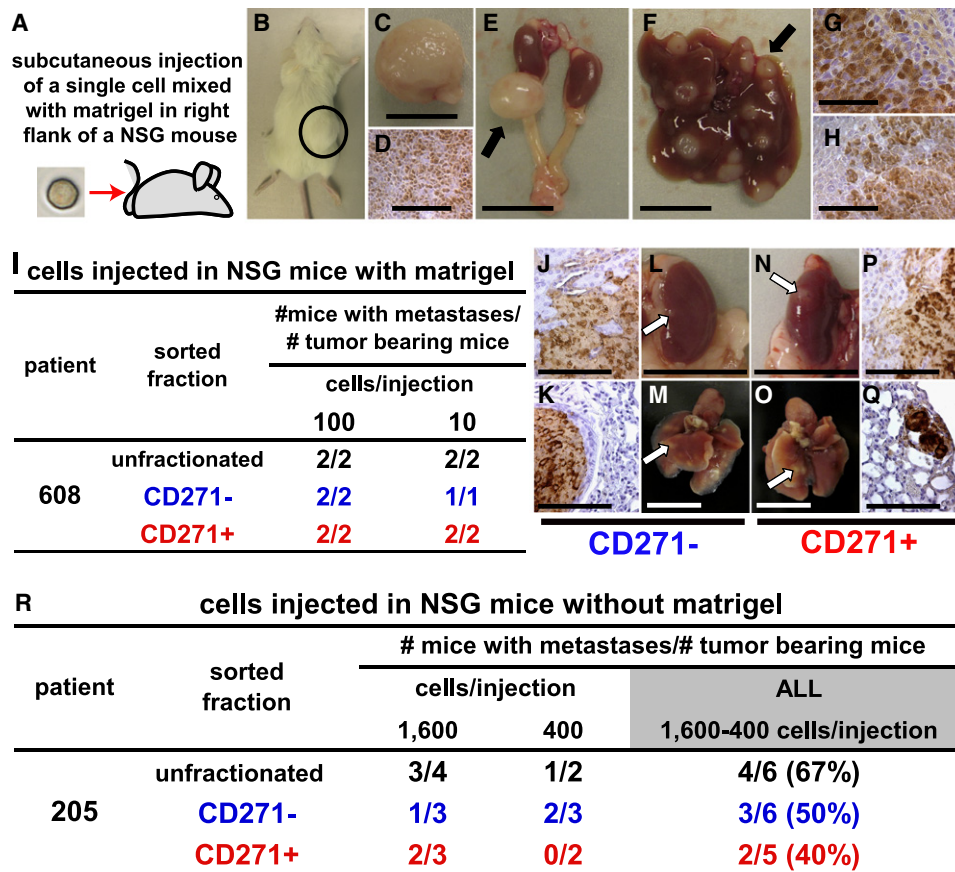 A
subcutaneous injection
of a single cell mixed
with matrigel in right
flank of a NSG mouse
B
C
D
E
F
G
H
I cells injected in NSG mice with matrigel
#mice with metastases/
# tumor bearing mice
patient
sorted
fraction
cells/injection
100 10
unfractionated 2/2 2/2
608 CD271- 2/2 1/1
CD271+ 2/2 2/2
J L N P
K M O Q
CD271- CD271+
R cells injected in NSG mice without matrigel
# mice with metastases/# tumor bearing mice
patient
sorted
fraction
cells/injection ALL
1,600 400 1,600-400 cells/injection
unfractionated 3/4 1/2 4/6 (67%)
205 CD271- 1/3 2/3 3/6 (50%)
CD271+ 2/3 0/2 2/5 (40%)